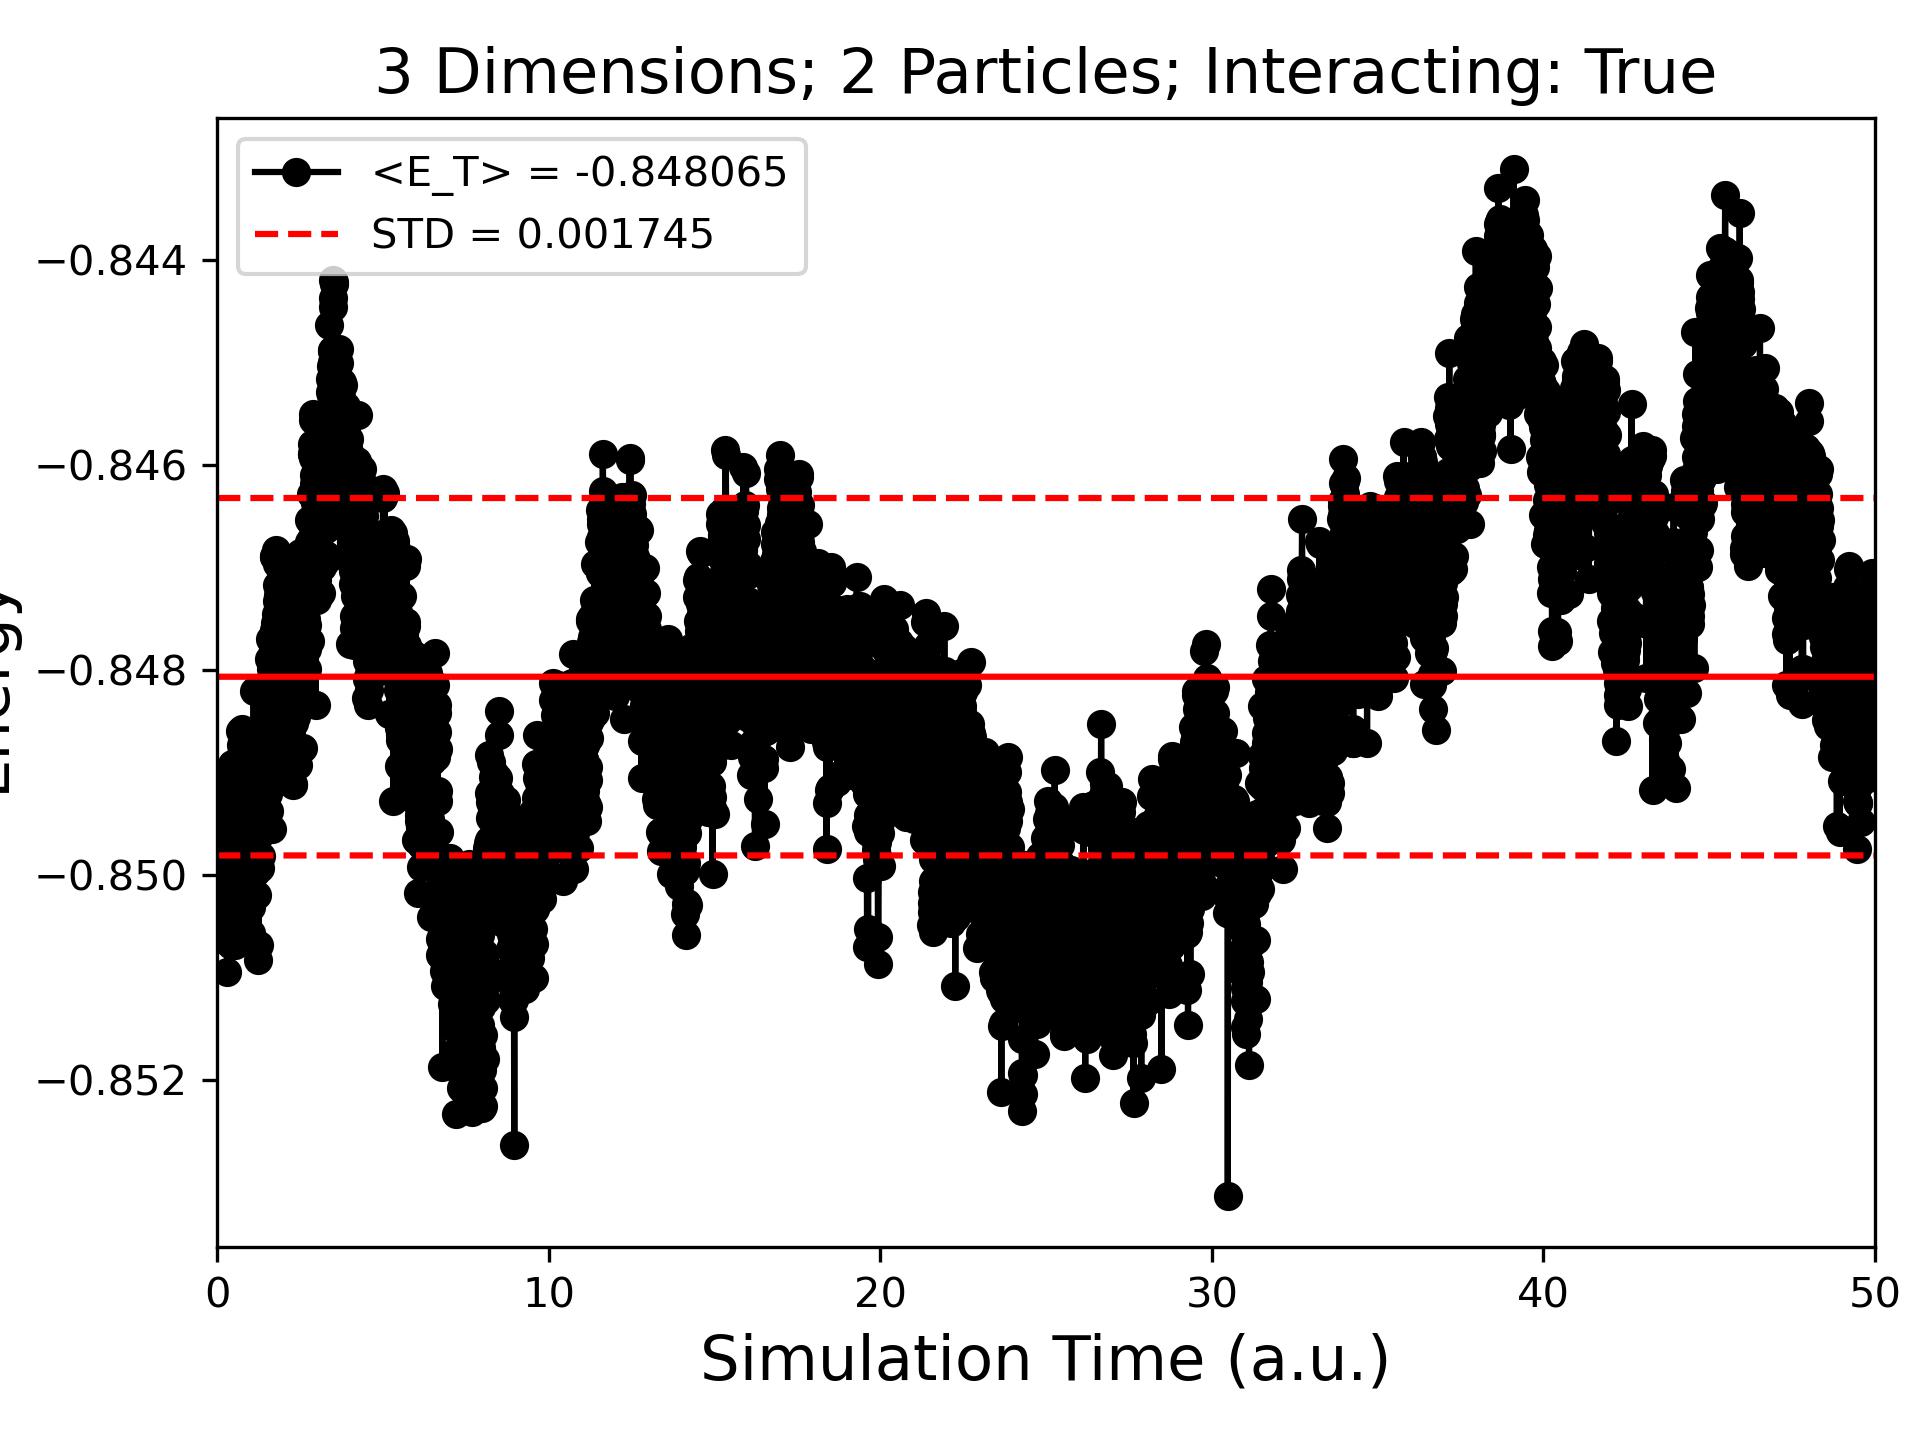 3 Dimensions; 2 Particles; Interacting: True
<E_T> = -0.848065
STD = 0.001745
−0.844
−0.846
−0.848
−0.850
−0.852
Energy
0 10 20 30 40 50
Simulation Time (a.u.)